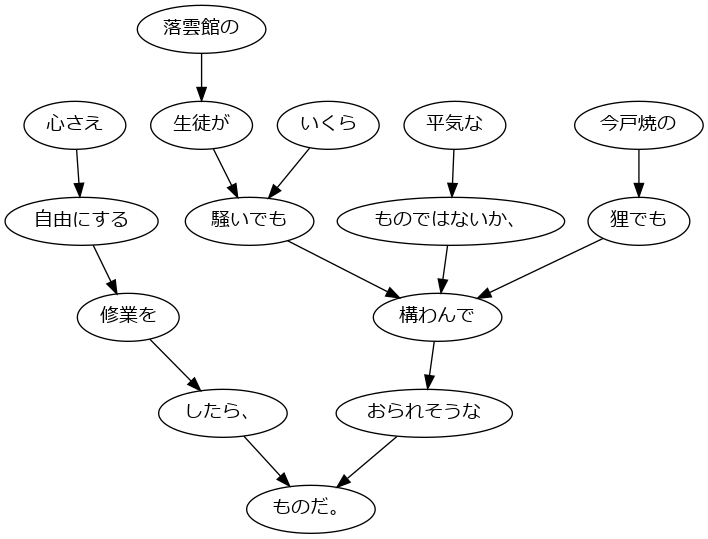 落雲館の
心さえ
生徒が
いくら
平気な
今戸焼の
自由にする
騒いでも
ものではないか、
狸でも
修業を
構わんで
したら、
おられそうな
ものだ。